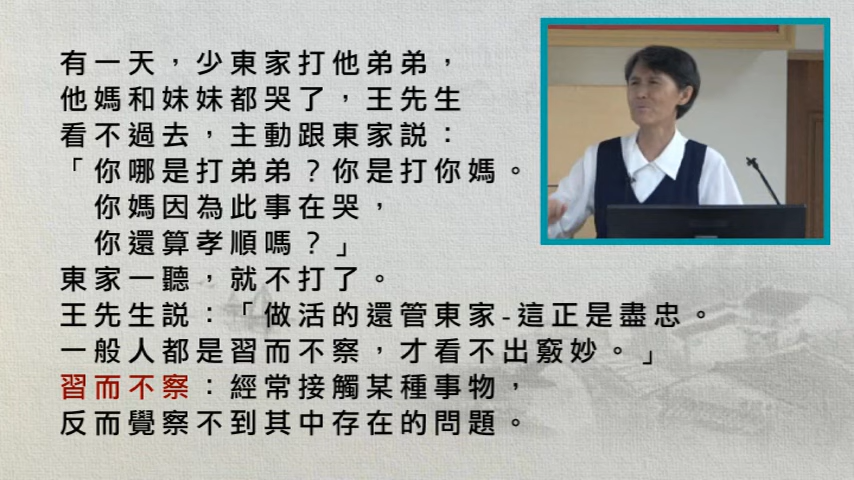 有一天，少東家打他弟弟，
他媽和妹妹都哭了，王先生
看不過去，主動跟東家說：
「你哪是打弟弟？你是打你媽。
你媽因為此事在哭，
你還算孝順嗎？」
東家一聽，就不打了。
王先生說：「做活的還管東家-這正是盡忠。
一般人都是習而不察，才看不出竅妙。」
習而不察：經常接觸某種事物，
反而覺察不到其中存在的問題。